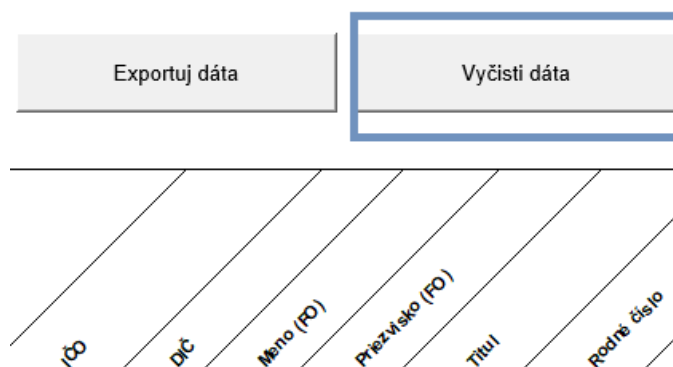 Exportuj dáta
Vyčisti dáta
IČO
DIČ
Meno (FO)
Priezvisko (FO)
Titul
Rodné číslo